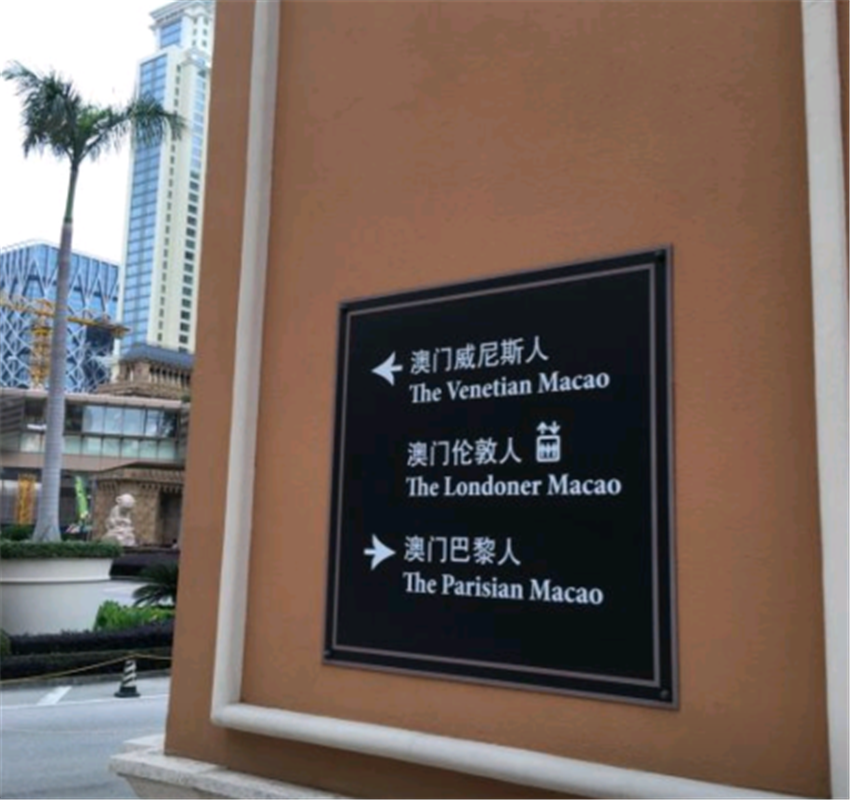 澳门威尼斯人
The Venetian Macao
澳门伦敦人
The Londoner Macao
澳门巴黎人
The Parisian Macao